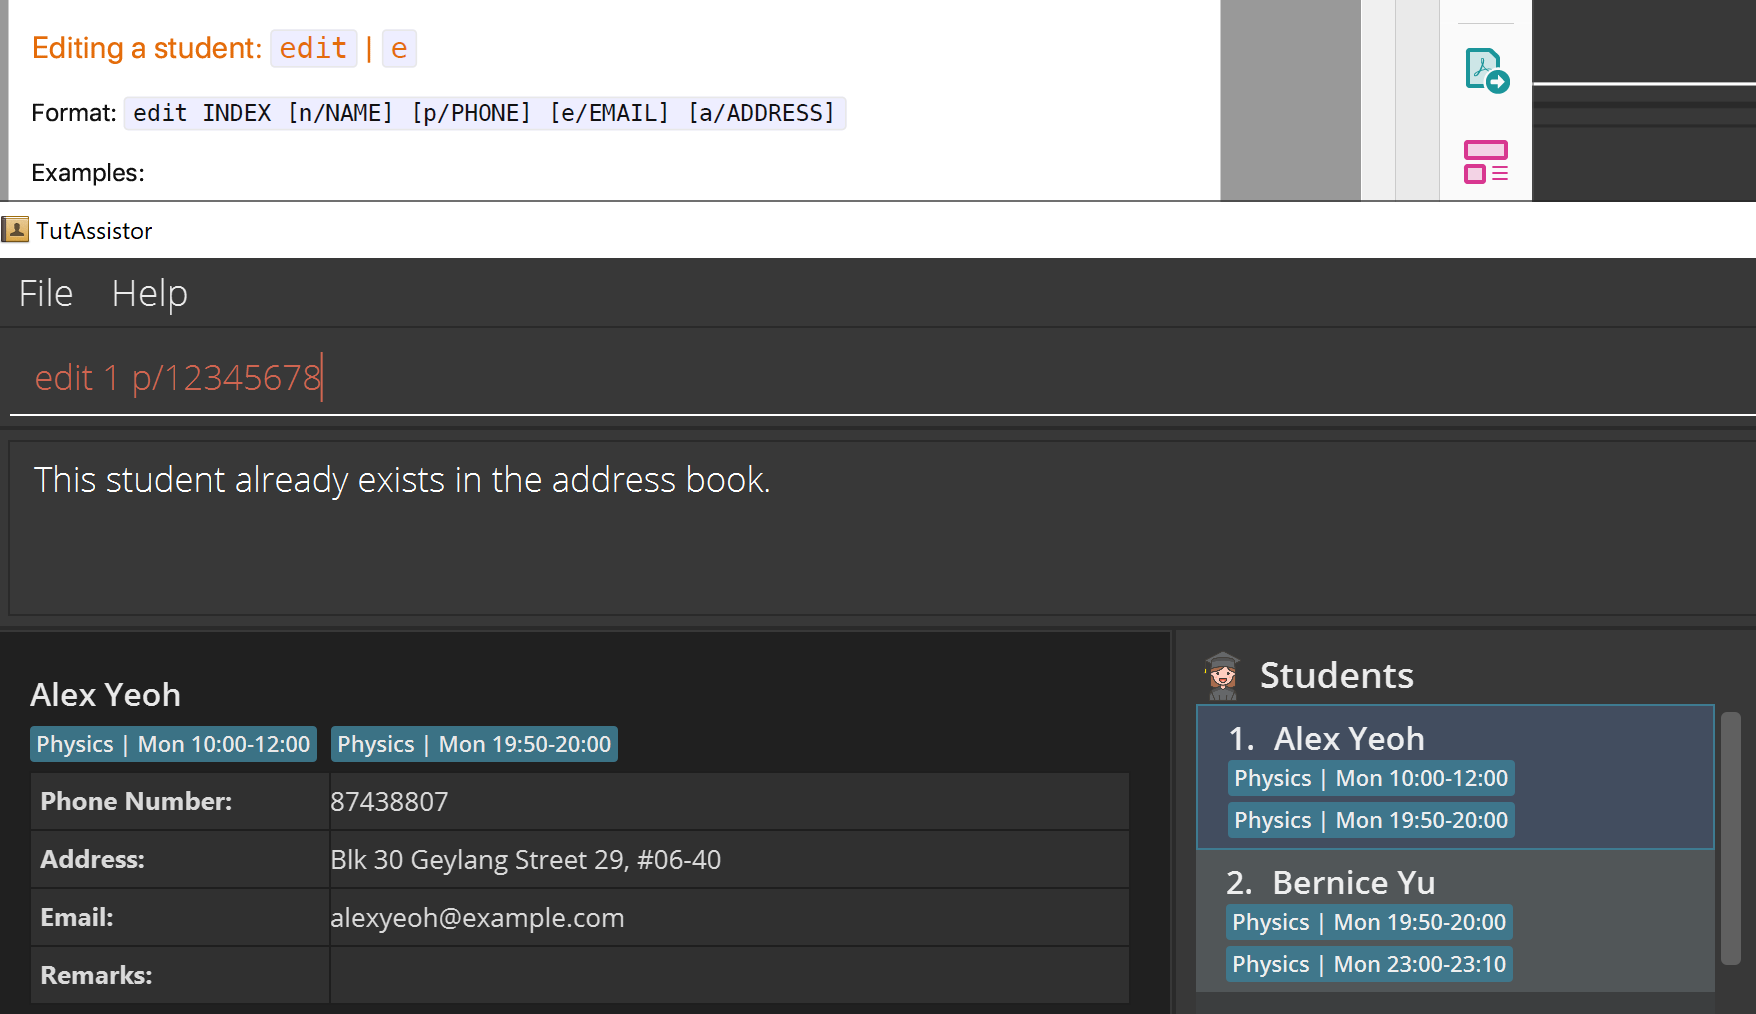 Editing a student: edit | e
Format: edit INDEX [n/NAME] [p/PHONE] [e/EMAIL] [a/ADDRESS]
Examples:
TutAssistor
File Help
edit 1 p/12345678
This student already exists in the address book.
Alex Yeoh
Physics | Mon 10:00-12:00 Physics | Mon 19:50-20:00
Phone Number: 87438807
Address: Blk 30 Geylang Street 29, #06-40
Email: alexyeoh@example.com
Remarks:
Students
1. Alex Yeoh
Physics | Mon 10:00-12:00
Physics | Mon 19:50-20:00
2. Bernice Yu
Physics | Mon 19:50-20:00
Physics | Mon 23:00-23:10